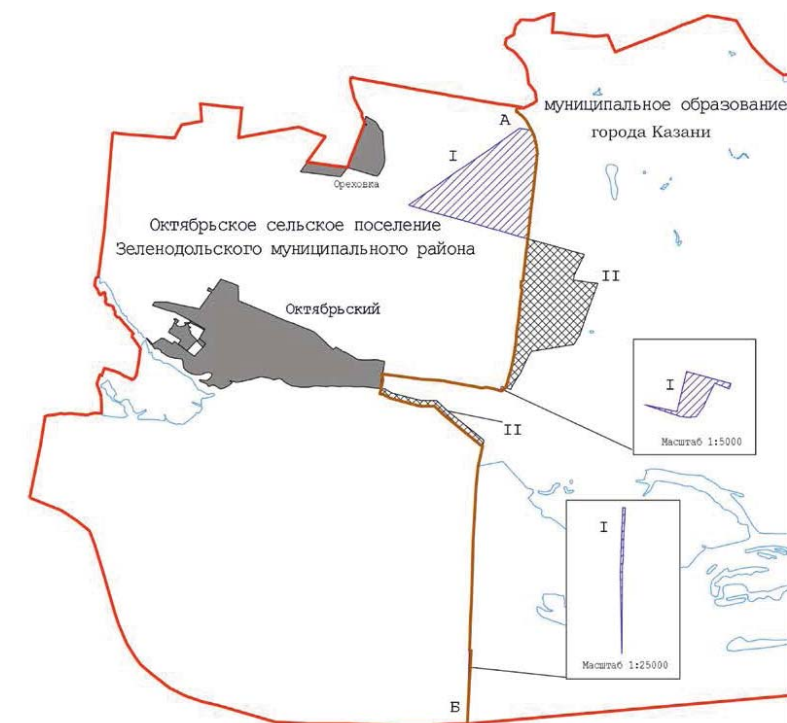 А
муниципальное образование
города Казани
I
Ореховка
Октябрьское сельское поселение
Зеленодольского муниципального района
II
Октябрьский
I
Масштаб 1:5000
II
I
Масштаб 1:25000
Б